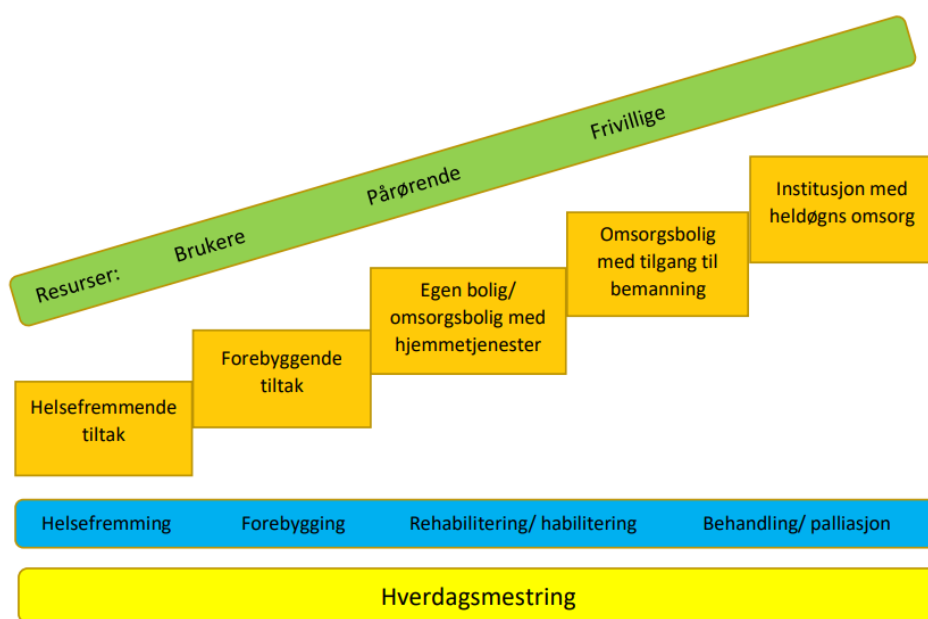 Resurser: Brukere Pårørende Frivillige
Institusjon med
heldøgns omsorg
Omsorgsbolig
med tilgang til
bemanning
Egen bolig/
omsorgsbolig med
hjemmetjenester
Forebyggende
tiltak
Helsefremmende
tiltak
Helsefremming Forebygging Rehabilitering/ habilitering Behandling/ palliasjon
Hverdagsmestring